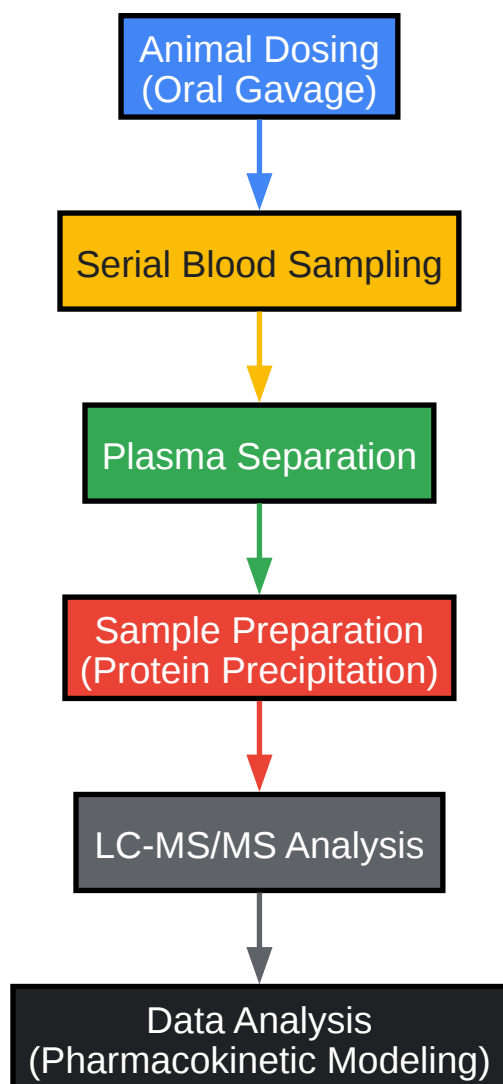 Animal Dosing
(Oral Gavage)
Serial Blood Sampling
Plasma Separation
Sample Preparation
(Protein Precipitation)
LC-MS/MS Analysis
Data Analysis
(Pharmacokinetic Modeling)